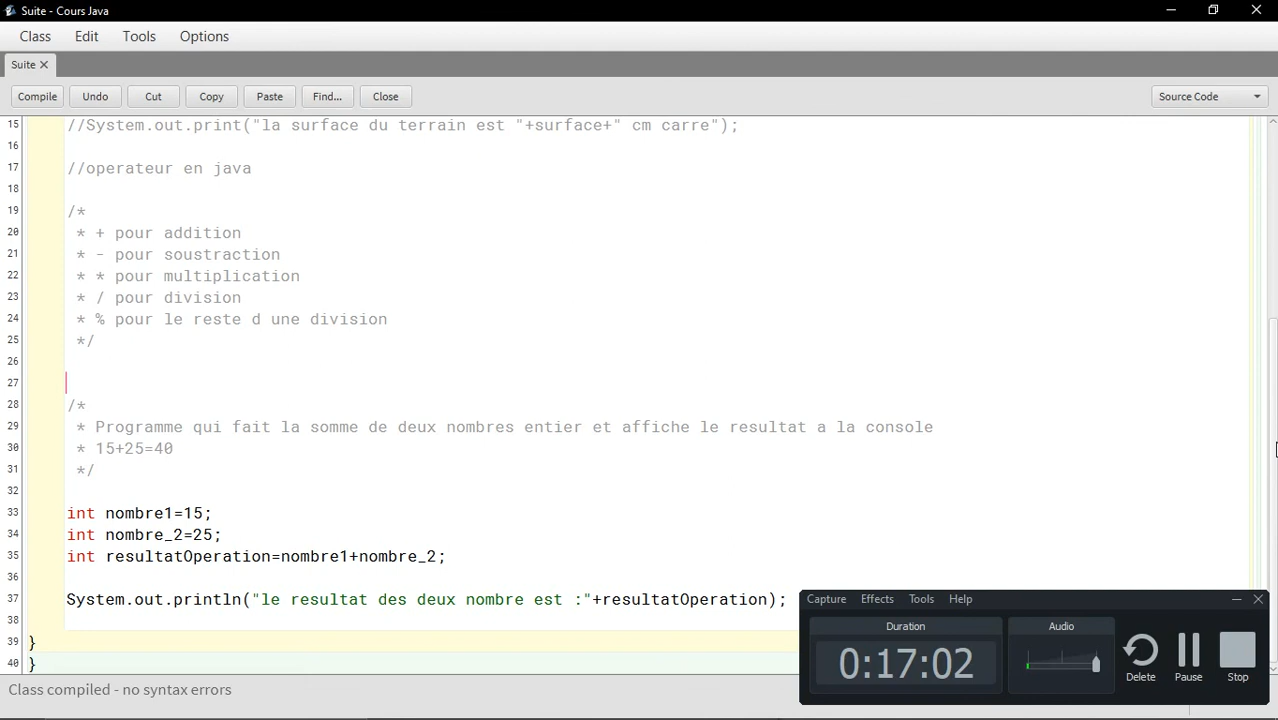 Suite - Cours Java
Class Edit Tools Options
Suite
Compile Undo Cut Copy Paste Find... Close Source Code
15 //System.out.print("la surface du terrain est "+surface+" cm carre");
16
17 //operateur en java
18
19 /*
20 * + pour addition
21 * - pour soustraction
22 * * pour multiplication
23 * / pour division
24 * % pour le reste d une division
25 */
26
27
28 /*
29 * Programme qui fait la somme de deux nombres entier et affiche le resultat a la console
30 * 15+25=40
31 */
32
33 int nombre1=15;
34 int nombre_2=25;
35 int resultatOperation=nombre1+nombre_2;
36
37 System.out.println("le resultat des deux nombre est :"+resultatOperation);
38
39 }
40 }
Class compiled - no syntax errors
Capture Effects Tools Help
Duration Audio
0:17:02
Delete Pause Stop